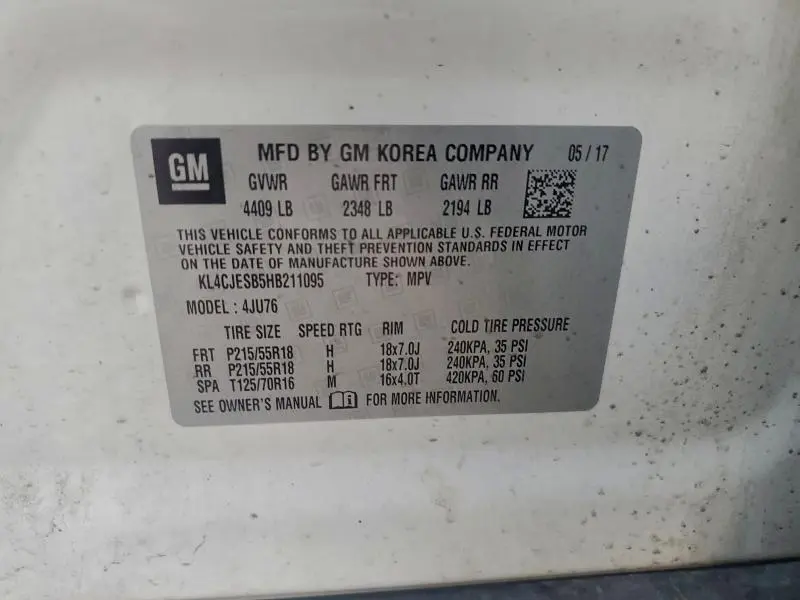 GM MFD BY GM KOREA COMPANY 05 / 17
GVWR GAWR FRT GAWR RR
4409 LB 2348 LB 2194 LB
THIS VEHICLE CONFORMS TO ALL APPLICABLE U.S. FEDERAL MOTOR
VEHICLE SAFETY AND THEFT PREVENTION STANDARDS IN EFFECT
ON THE DATE OF MANUFACTURE SHOWN ABOVE.
KL4CJESB5HB211095 TYPE: MPV
MODEL : 4JU76
TIRE SIZE SPEED RTG RIM COLD TIRE PRESSURE
FRT P215/55R18 H 18x7.0J 240KPA, 35 PSI
RR P215/55R18 H 18x7.0J 240KPA, 35 PSI
SPA T125/70R16 M 16x4.0T 420KPA, 60 PSI
SEE OWNER'S MANUAL FOR MORE INFORMATION.